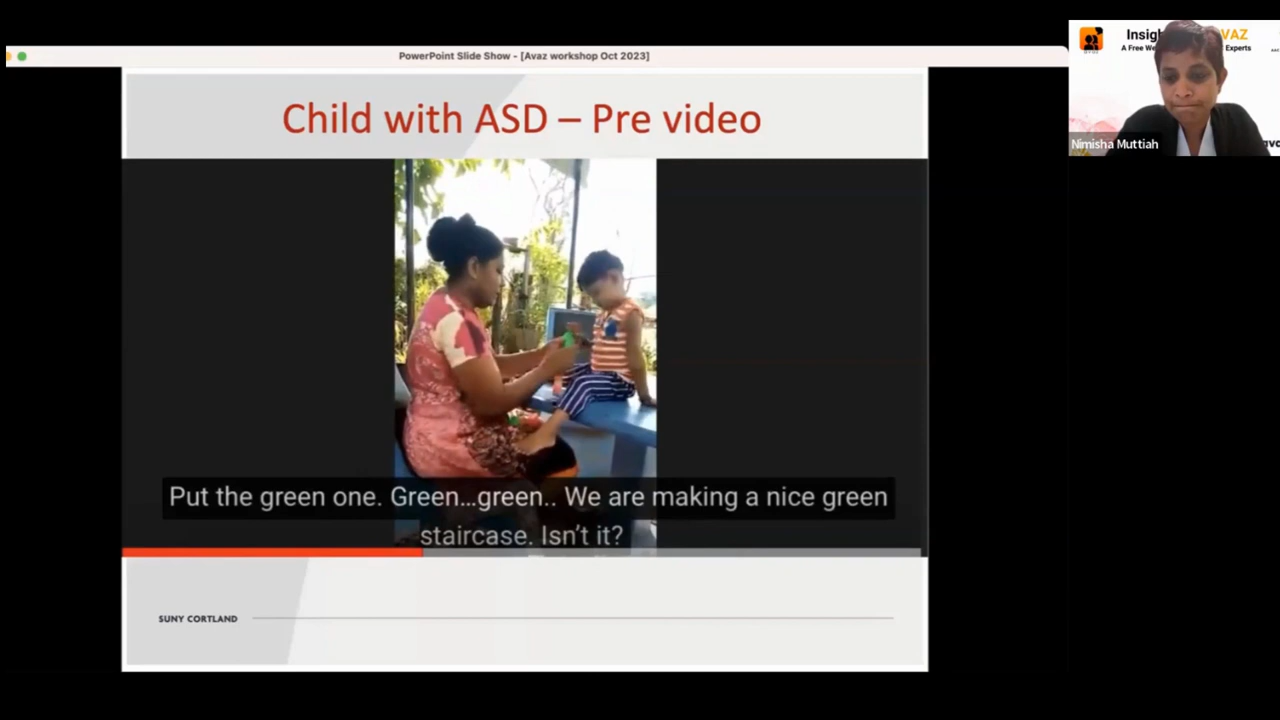 PowerPoint Slide Show - [Avaz workshop Oct 2023]
Child with ASD – Pre video
Put the green one. Green...green.. We are making a nice green
staircase. Isn't it?
SUNY CORTLAND
A Free
Experts
Nimisha Muttiah